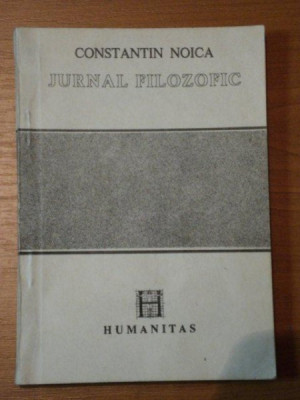 CONSTANTIN NOICA
JURNAL FILOZOFIC
H
HUMANITAS